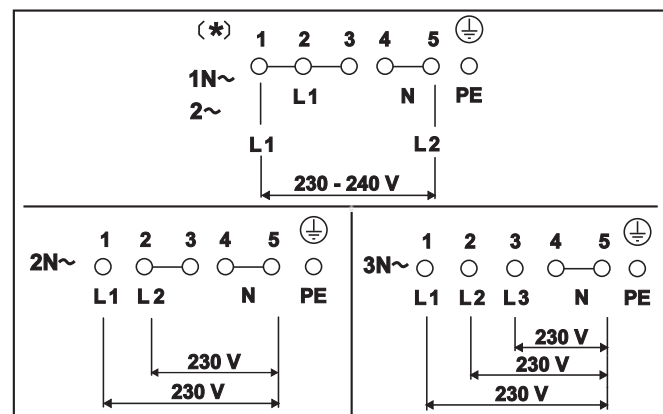 (*) 1 2 3 4 5
1N~ L1 N PE
2~
L1 L2
230 - 240 V
1 2 3 4 5
2N~
L1 L2 N PE
230 V
230 V
1 2 3 4 5
3N~
L1 L2 L3 N PE
230 V
230 V
230 V